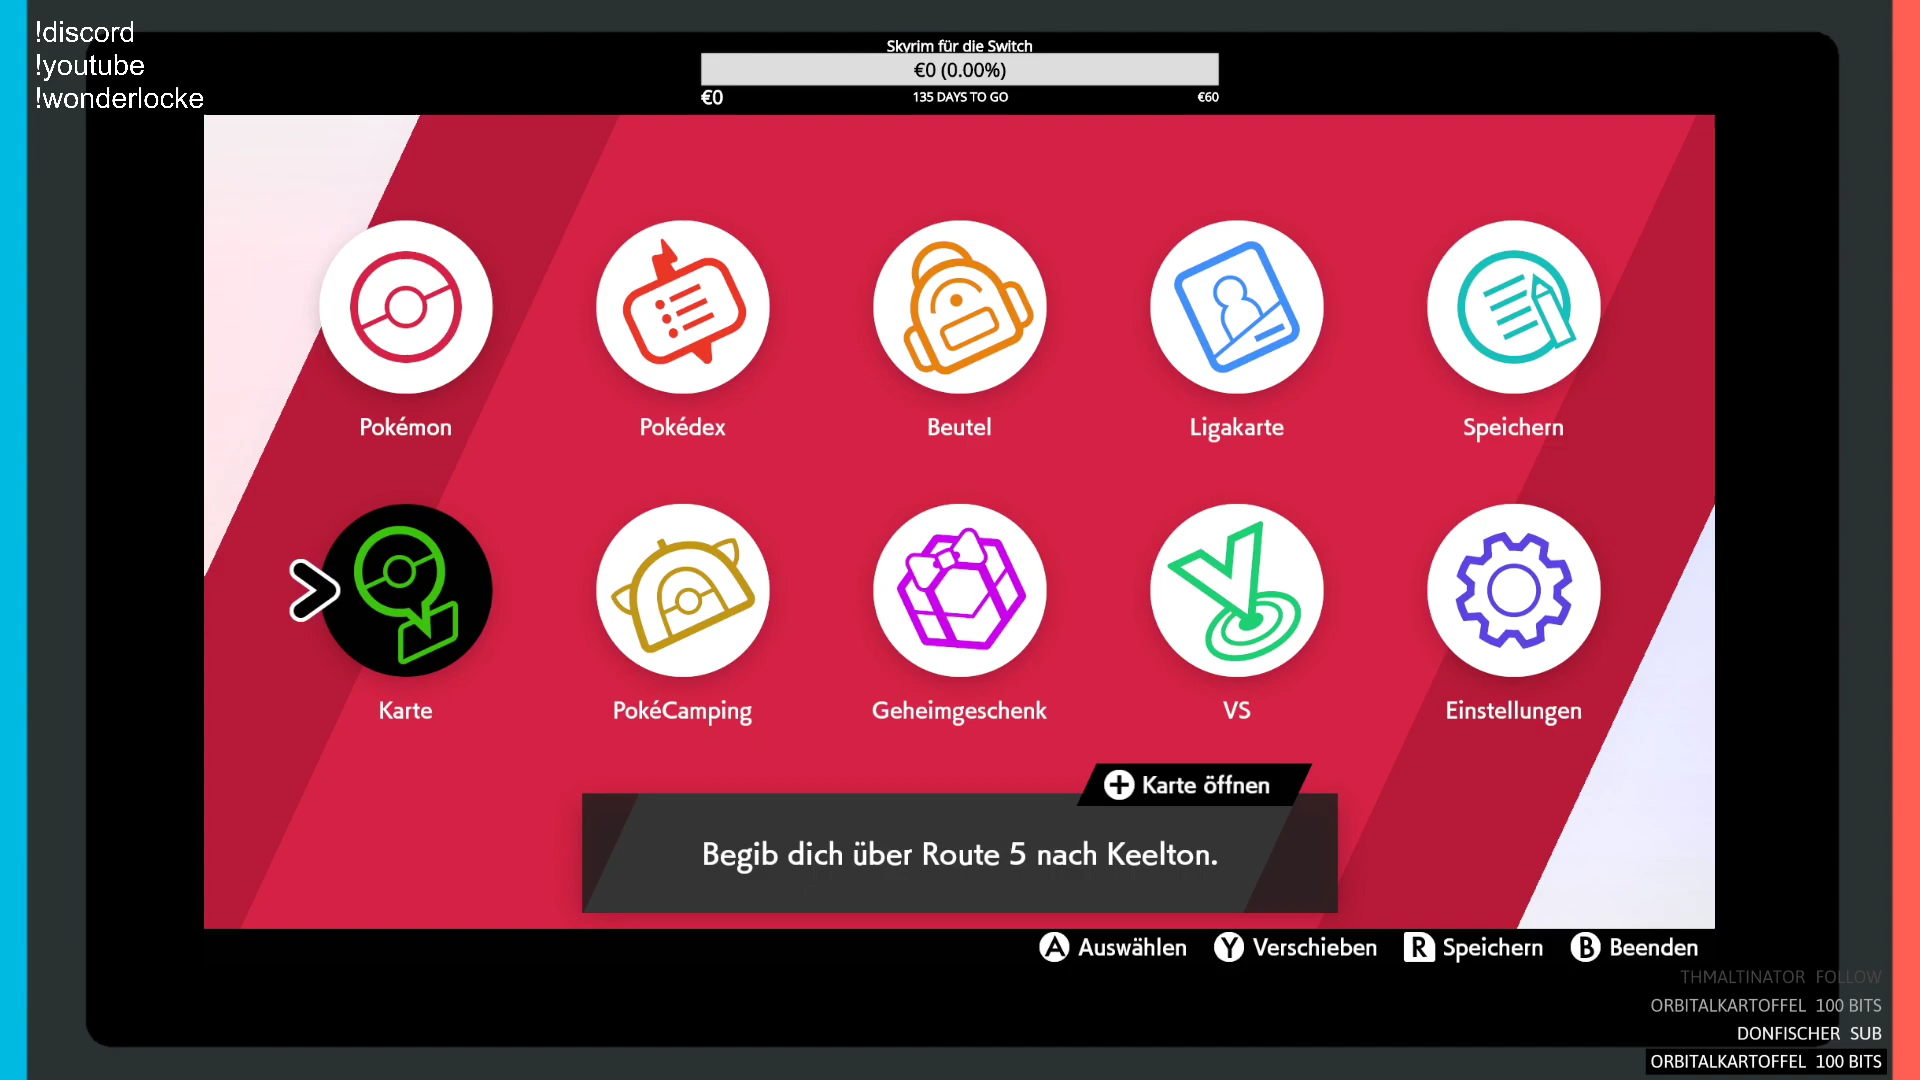 !discord
!youtube
!wonderlocke
Skyrim für die Switch
€0 (0.00%)
€0 135 DAYS TO GO €60
Pokémon Pokédex Beutel Ligakarte Speichern
Karte PokéCamping Geheimgeschenk VS Einstellungen
+ Karte öffnen
Begib dich über Route 5 nach Keelton.
A Auswählen Y Verschieben R Speichern B Beenden
THMALTINATOR FOLLOW
ORBITALKARTOFFEL 100 BITS
DONFISCHER SUB
ORBITALKARTOFFEL 100 BITS